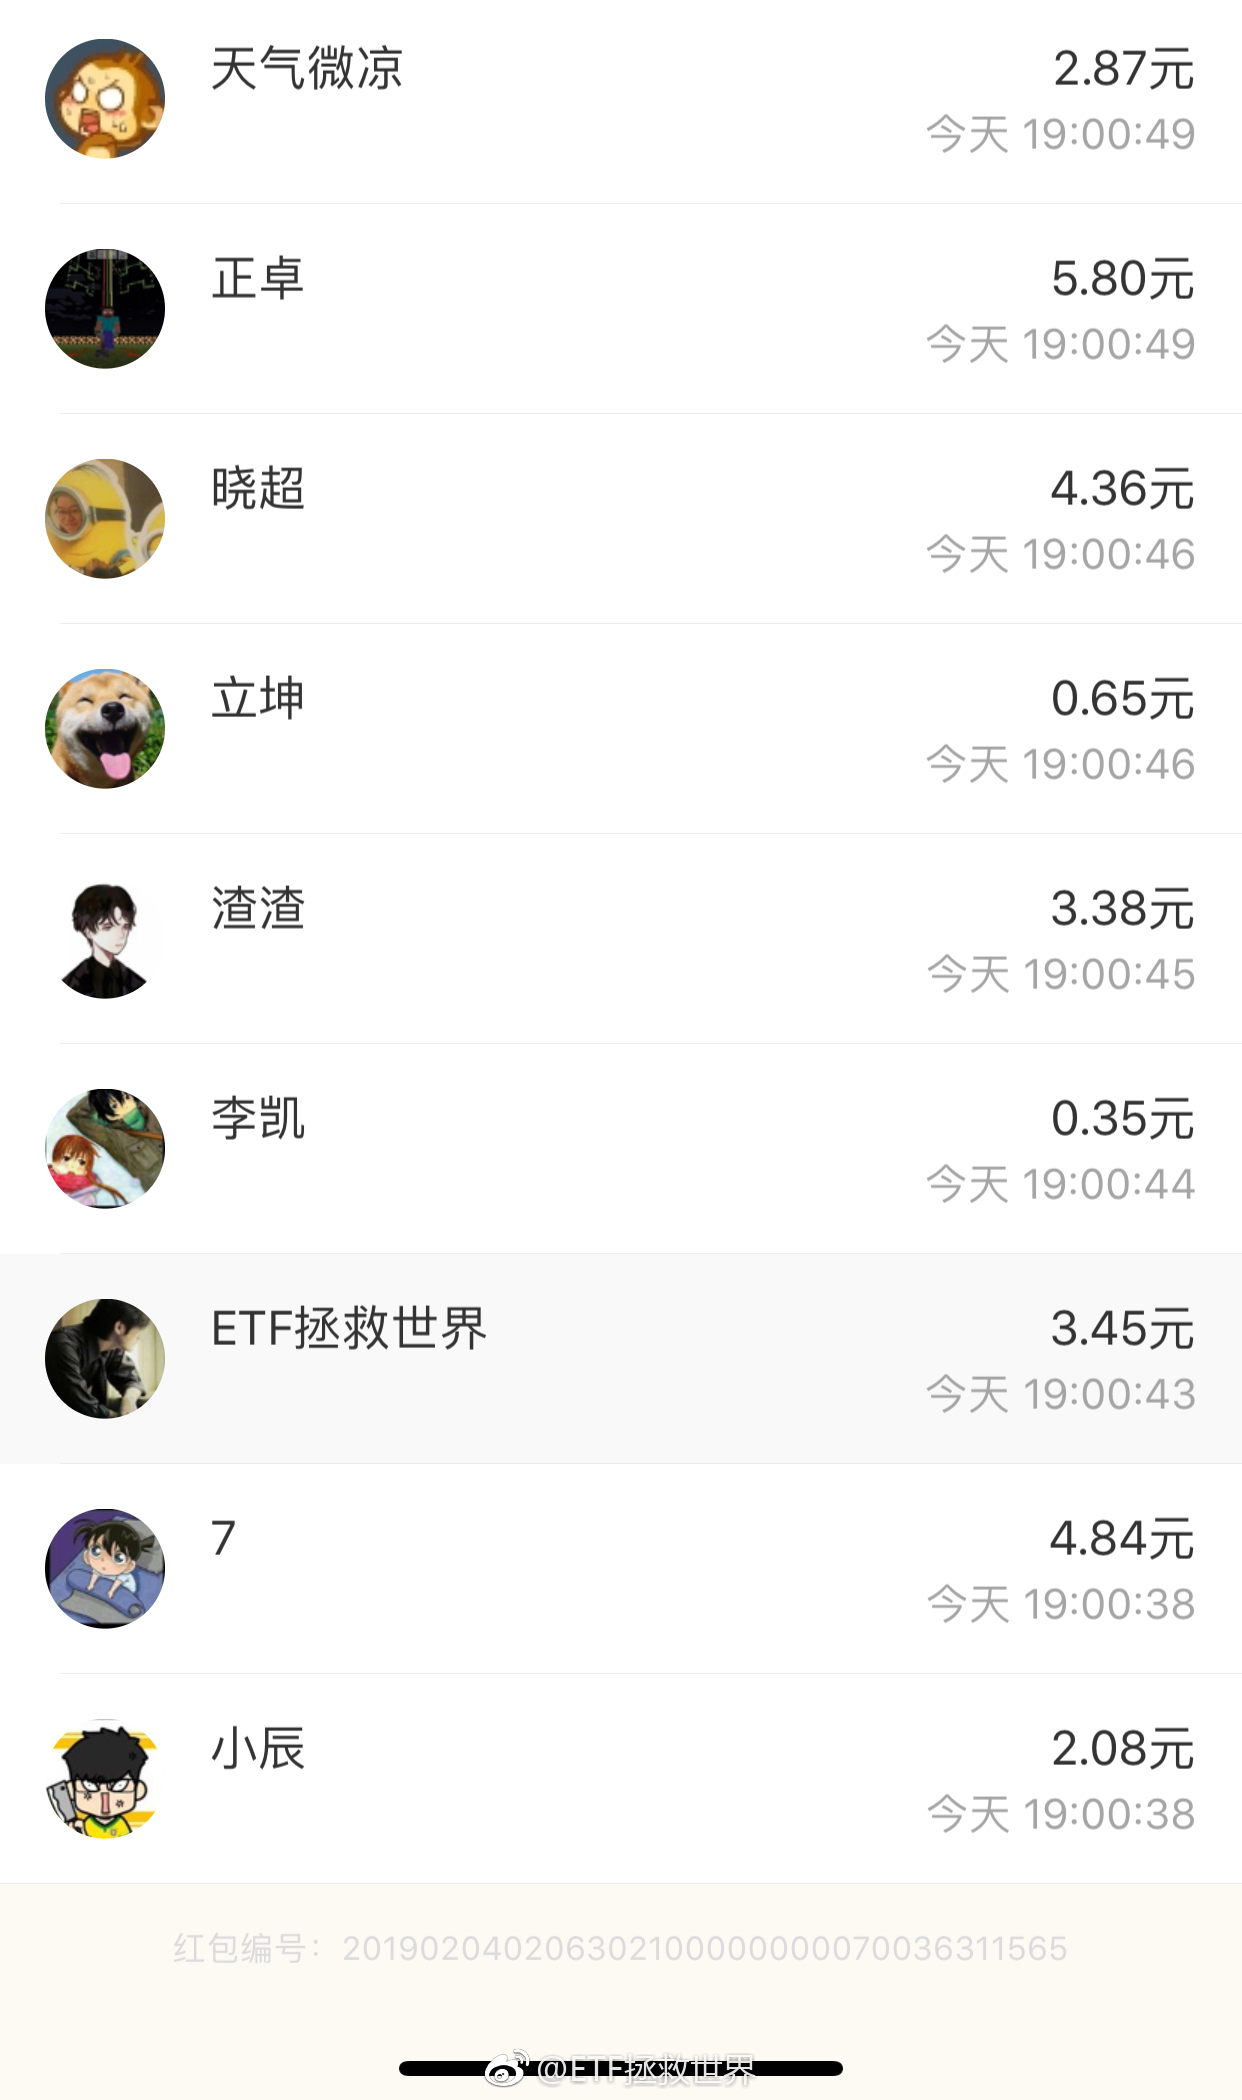 天气微凉
2.87元
今天 19:00:49
正卓
5.80元
今天 19:00:49
晓超
4.36元
今天 19:00:46
立坤
0.65元
今天 19:00:46
渣渣
3.38元
今天 19:00:45
李凯
0.35元
今天 19:00:44
ETF拯救世界
3.45元
今天 19:00:43
7
4.84元
今天 19:00:38
小辰
2.08元
今天 19:00:38
红包编号：20190204020630210000000070036311565
@ETF拯救世界